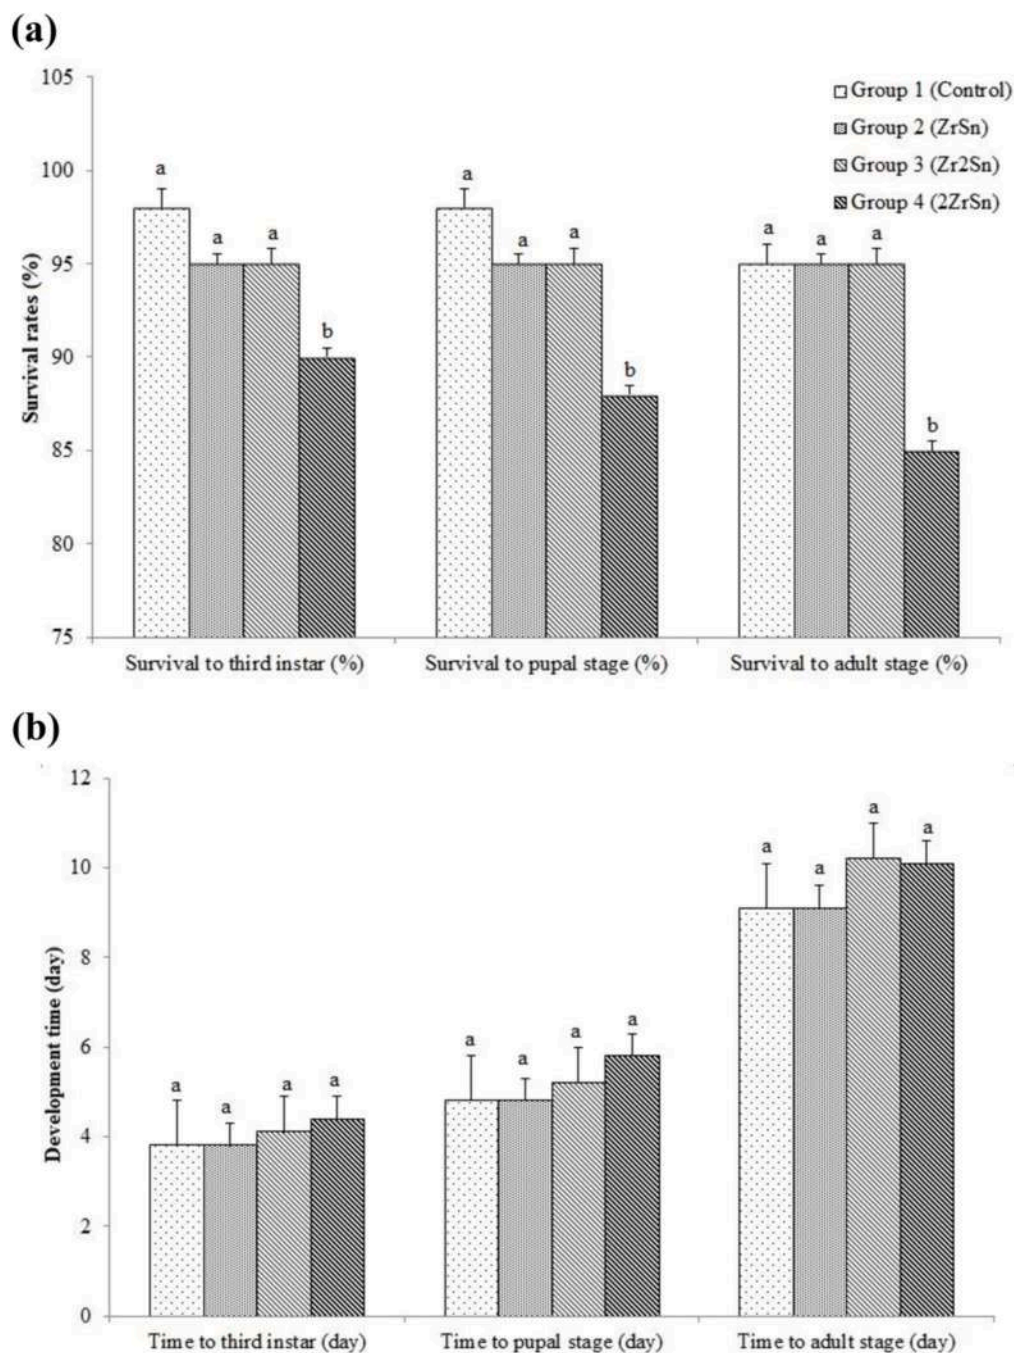 (a)
Survival rates (%)
105
100
95
90
85
80
75
Group 1 (Control)
Group 2 (ZrSn)
Group 3 (Zr2Sn)
Group 4 (2ZrSn)
a
a
a
b
a
a
a
b
a
a
a
b
Survival to third instar (%)
Survival to pupal stage (%)
Survival to adult stage (%)
(b)
Development time (day)
12
10
8
6
4
2
0
a
a
a
a
a
a
a
a
a
a
a
a
Time to third instar (day)
Time to pupal stage (day)
Time to adult stage (day)